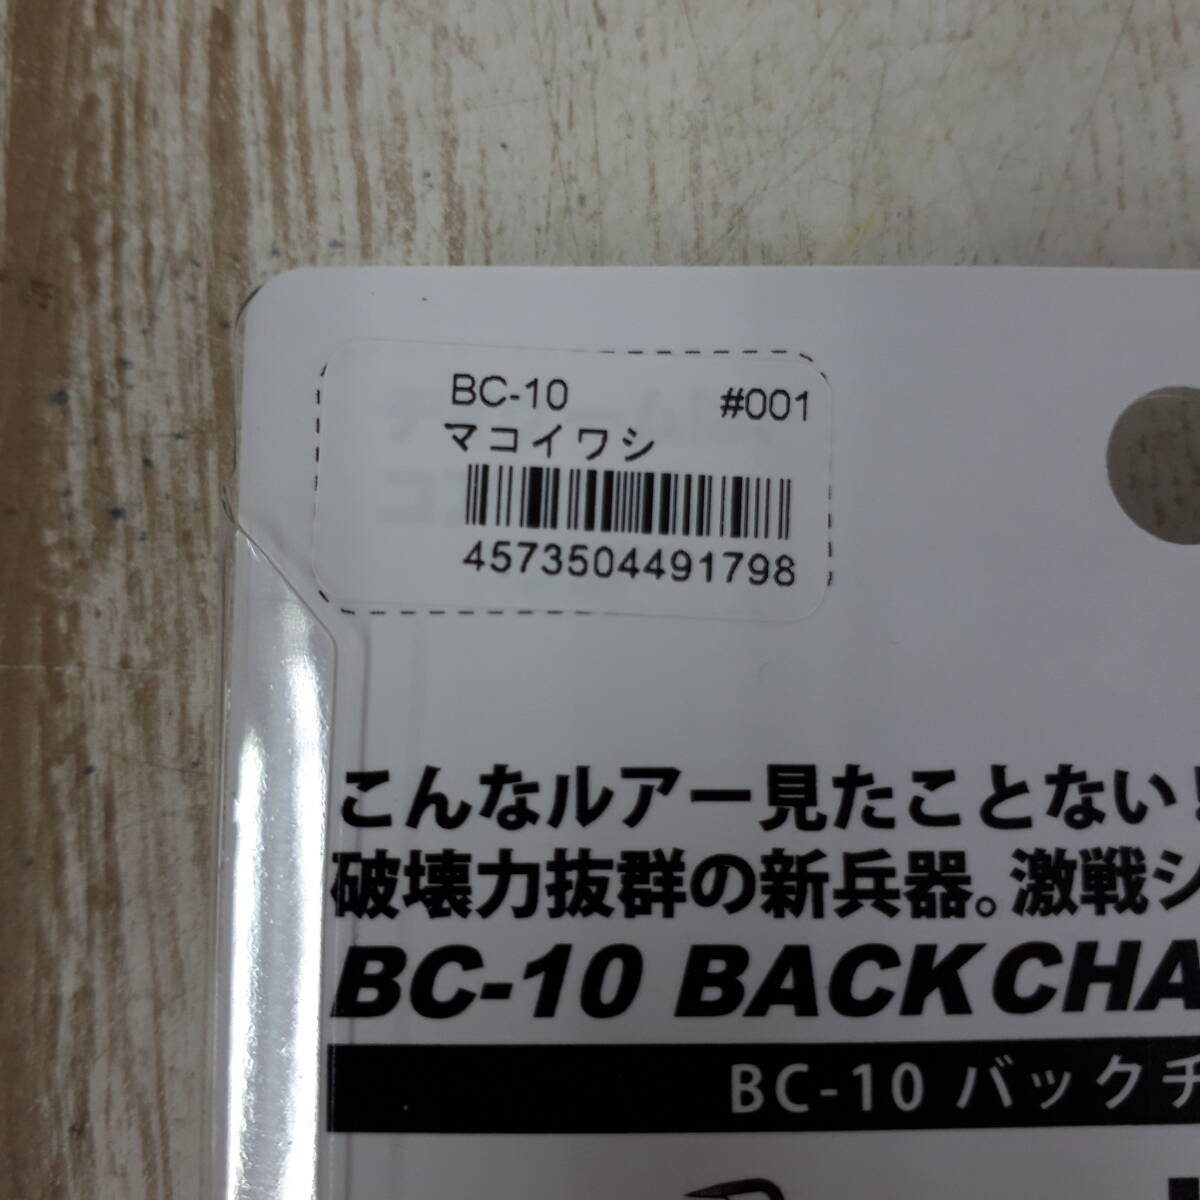 BC-10 #001
マコイワシ
4573504491798
こんなルアー見たことない!
破壊力抜群の新兵器。激戦シ
BC-10 BACK CHA
BC-10 バックチ